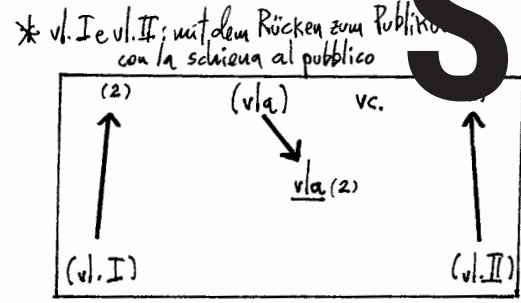 * vl. I e vl. II: mit dem Rücken zum
con la schiena al pubblico
(2) (vla) vc.
vla (2)
(vl. I) (vl. II)